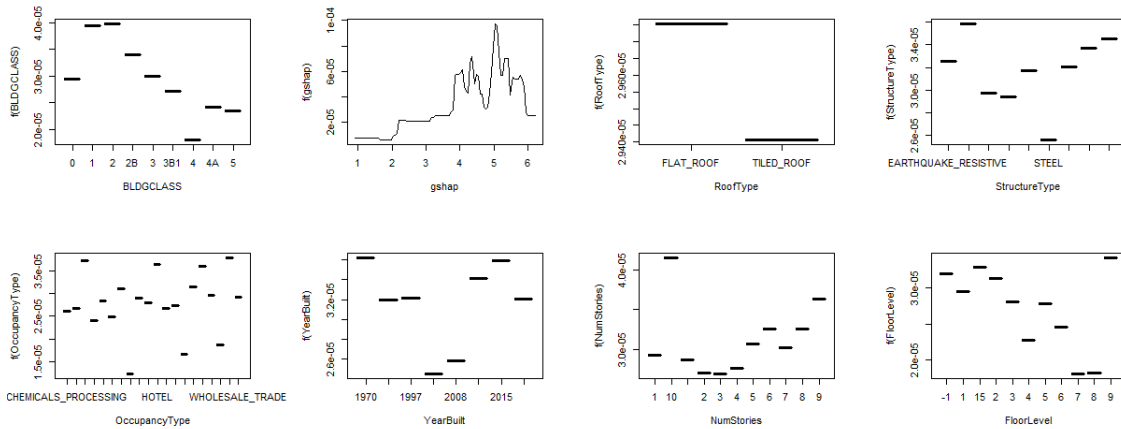 f(BLDGCLASS)
2.0e-05 3.0e-05 4.0e-05
0 1 2 2B 3 3B1 4 4A 5
BLDGCLASS
f(gshap)
2e-05 6e-05 1e-04
1 2 3 4 5 6
gshap
f(RoofType)
2.940e-05 2.960e-05
FLAT_ROOF TILED_ROOF
RoofType
f(StructureType)
2.6e-05 3.0e-05 3.4e-05
EARTHQUAKE_RESISTIVE STEEL
StructureType
f(OccupancyType)
1.5e-05 2.5e-05 3.5e-05
CHEMICALS_PROCESSING HOTEL WHOLESALE_TRADE
OccupancyType
f(YearBuilt)
2.6e-05 3.2e-05
1970 1997 2008 2015
YearBuilt
f(NumStories)
3.0e-05 4.0e-05
1 10 2 3 4 5 6 7 8 9
NumStories
f(FloorLevel)
2.0e-05 3.0e-05
-1 1 15 2 3 4 5 6 7 8 9
FloorLevel